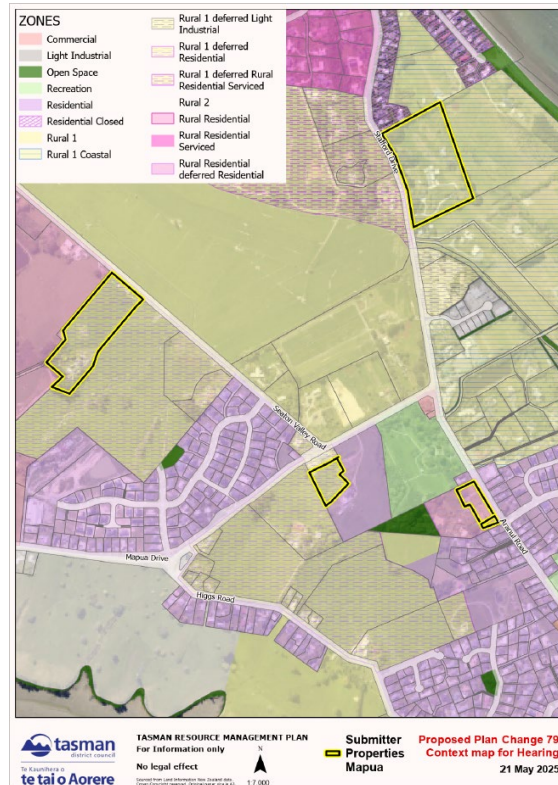 ZONES
Commercial
Light Industrial
Open Space
Recreation
Residential
Residential Closed
Rural 1
Rural 1 Coastal
Rural 1 deferred Light
Industrial
Rural 1 deferred
Residential
Rural 1 deferred Rural
Residential Serviced
Rural 2
Rural Residential
Rural Residential
Serviced
Rural Residential
deferred Residential
Stafford Drive
Seaton Valley Road
Mapua Drive
Higgs Road
Aranui Road
tasman
district council
Te Kaunihera o
te tai o Aorere
TASMAN RESOURCE MANAGEMENT PLAN
For Information only
No legal effect
N
1:7 000
Submitter
Properties
Mapua
Proposed Plan Change 79
Context map for Hearing
21 May 2025